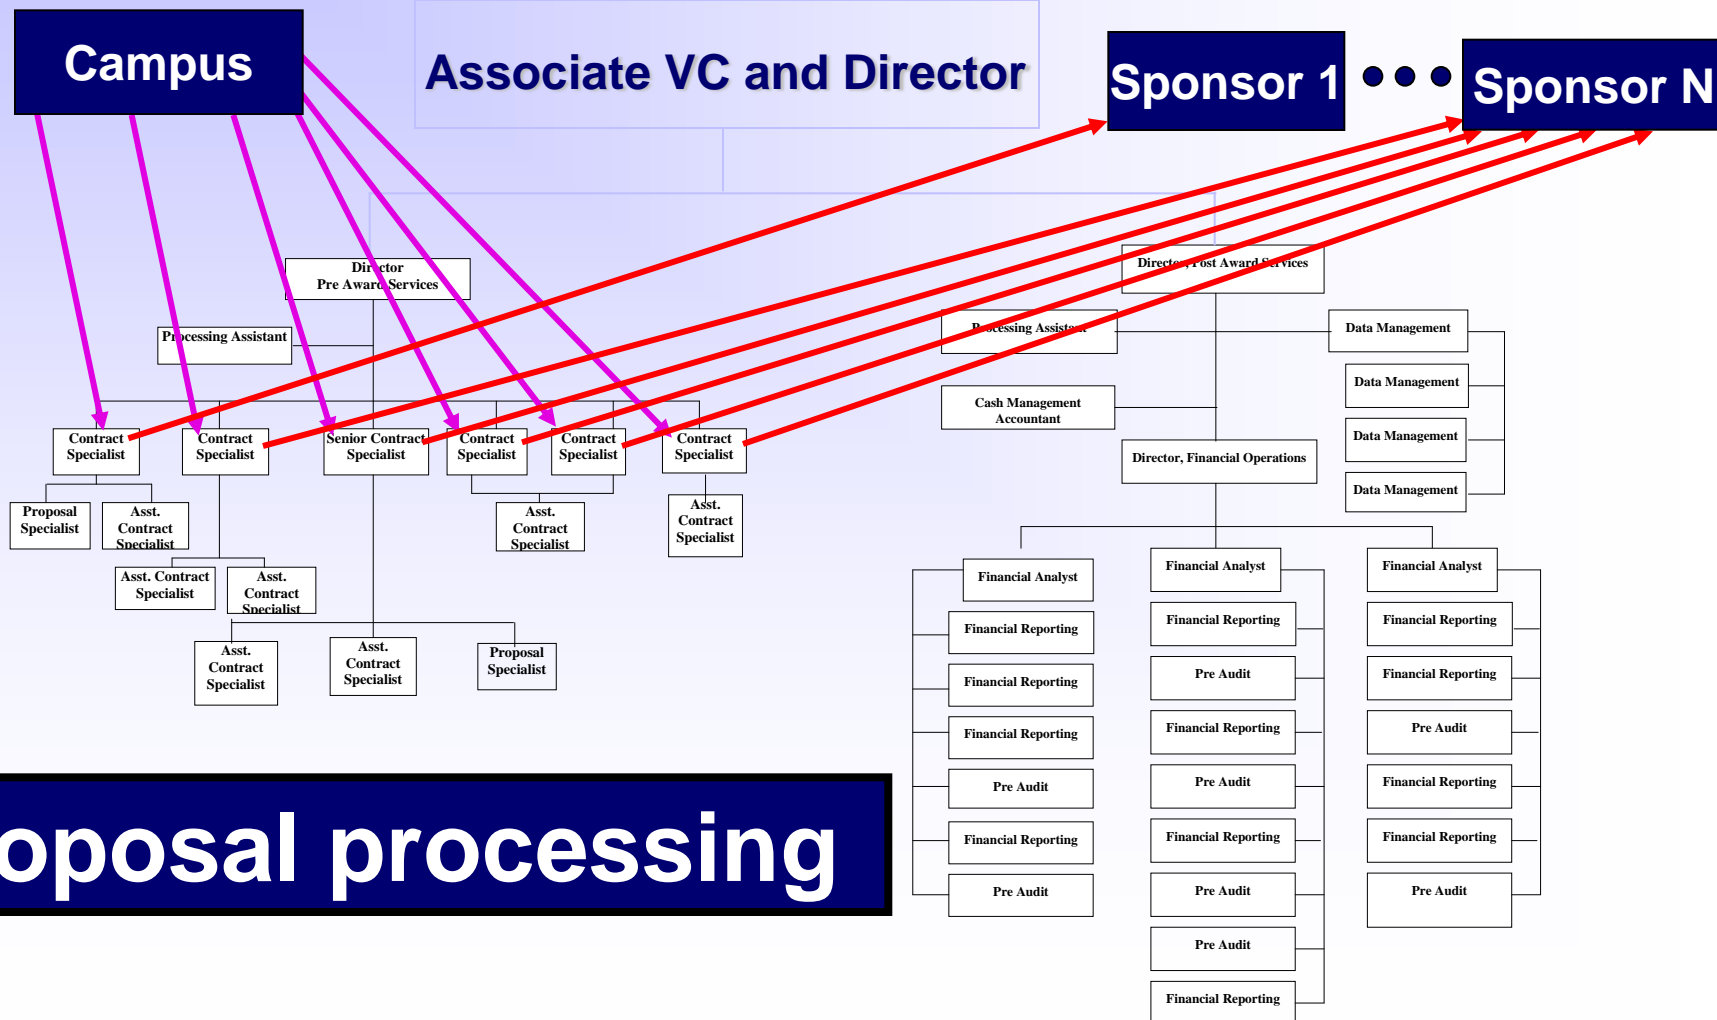 Campus
Associate VC and Director
Sponsor 1
Sponsor N
Director
Pre Award Services
Director, Post Award Services
Processing Assistant
Processing Assistant
Data Management
Data Management
Cash Management
Accountant
Data Management
Data Management
Contract
Specialist
Contract
Specialist
Senior Contract
Specialist
Contract
Specialist
Contract
Specialist
Contract
Specialist
Director, Financial Operations
Proposal
Specialist
Asst.
Contract
Specialist
Asst.
Contract
Specialist
Asst.
Contract
Specialist
Asst. Contract
Specialist
Asst.
Contract
Specialist
Asst.
Contract
Specialist
Asst.
Contract
Specialist
Proposal
Specialist
Financial Analyst
Financial Reporting
Financial Reporting
Financial Reporting
Pre Audit
Financial Reporting
Pre Audit
Financial Analyst
Financial Reporting
Pre Audit
Financial Reporting
Pre Audit
Financial Reporting
Pre Audit
Pre Audit
Financial Reporting
Financial Analyst
Financial Reporting
Financial Reporting
Pre Audit
Financial Reporting
Financial Reporting
Pre Audit
oposal processing